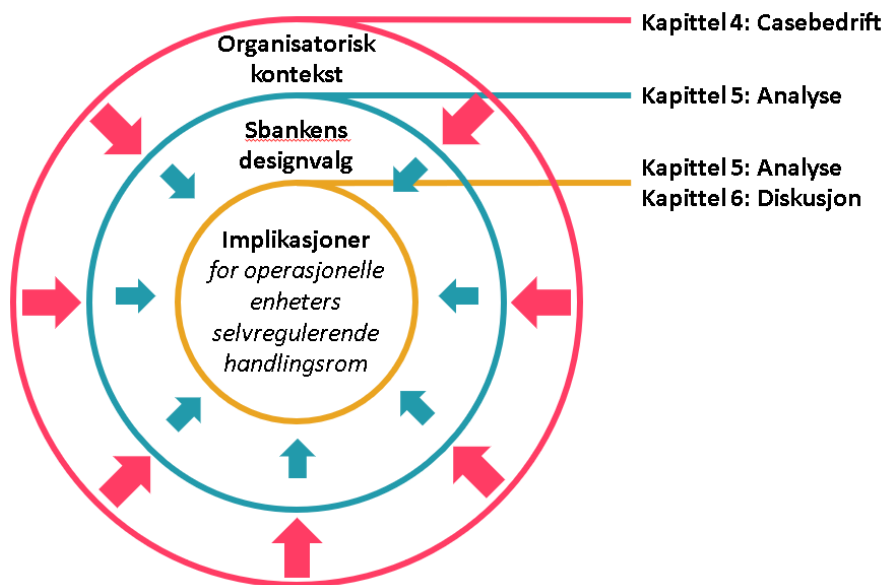 Organisatorisk
kontekst
Kapittel 4: Casebedrift
Sbankens
designvalg
Kapittel 5: Analyse
Implikasjoner
for operasjonelle
enheters
selvregulerende
handlingsrom
Kapittel 5: Analyse
Kapittel 6: Diskusjon